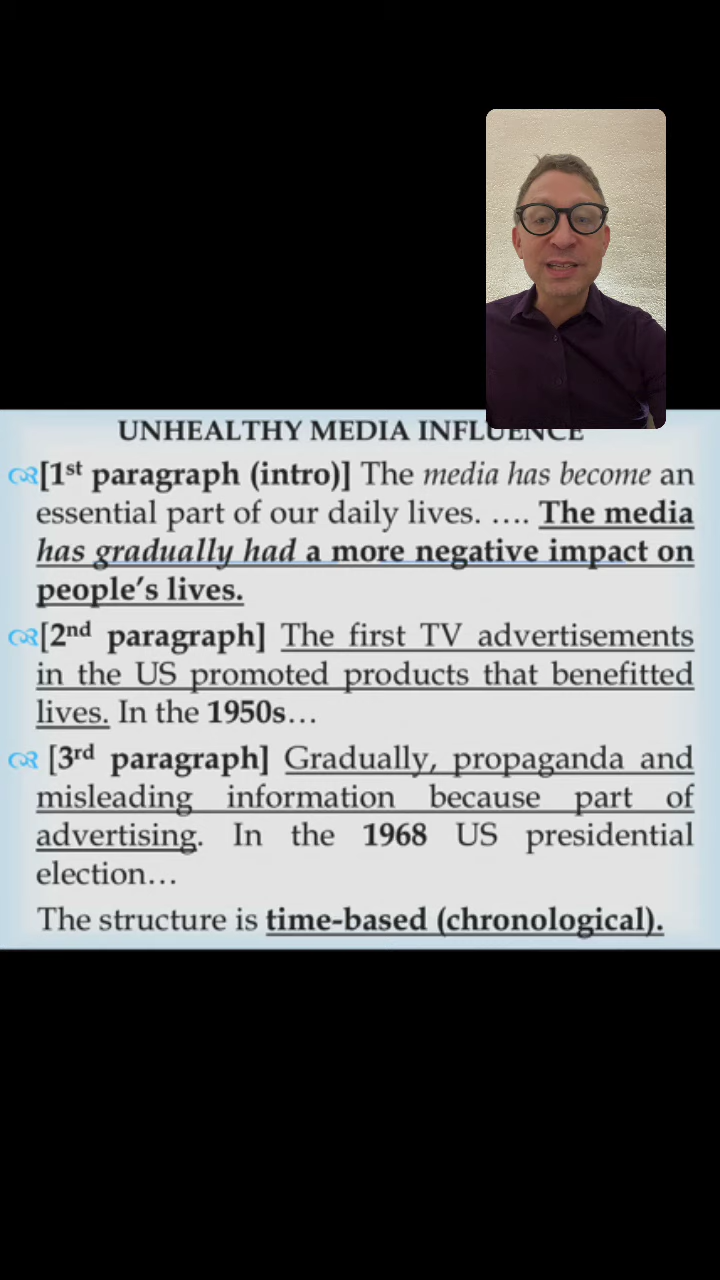 UNHEALTHY MEDIA INFLUENCE
[1st paragraph (intro)] The media has become an
essential part of our daily lives. …. The media
has gradually had a more negative impact on
people's lives.
[2nd paragraph] The first TV advertisements
in the US promoted products that benefitted
lives. In the 1950s…
[3rd paragraph] Gradually, propaganda and
misleading information because part of
advertising. In the 1968 US presidential
election…
The structure is time-based (chronological).